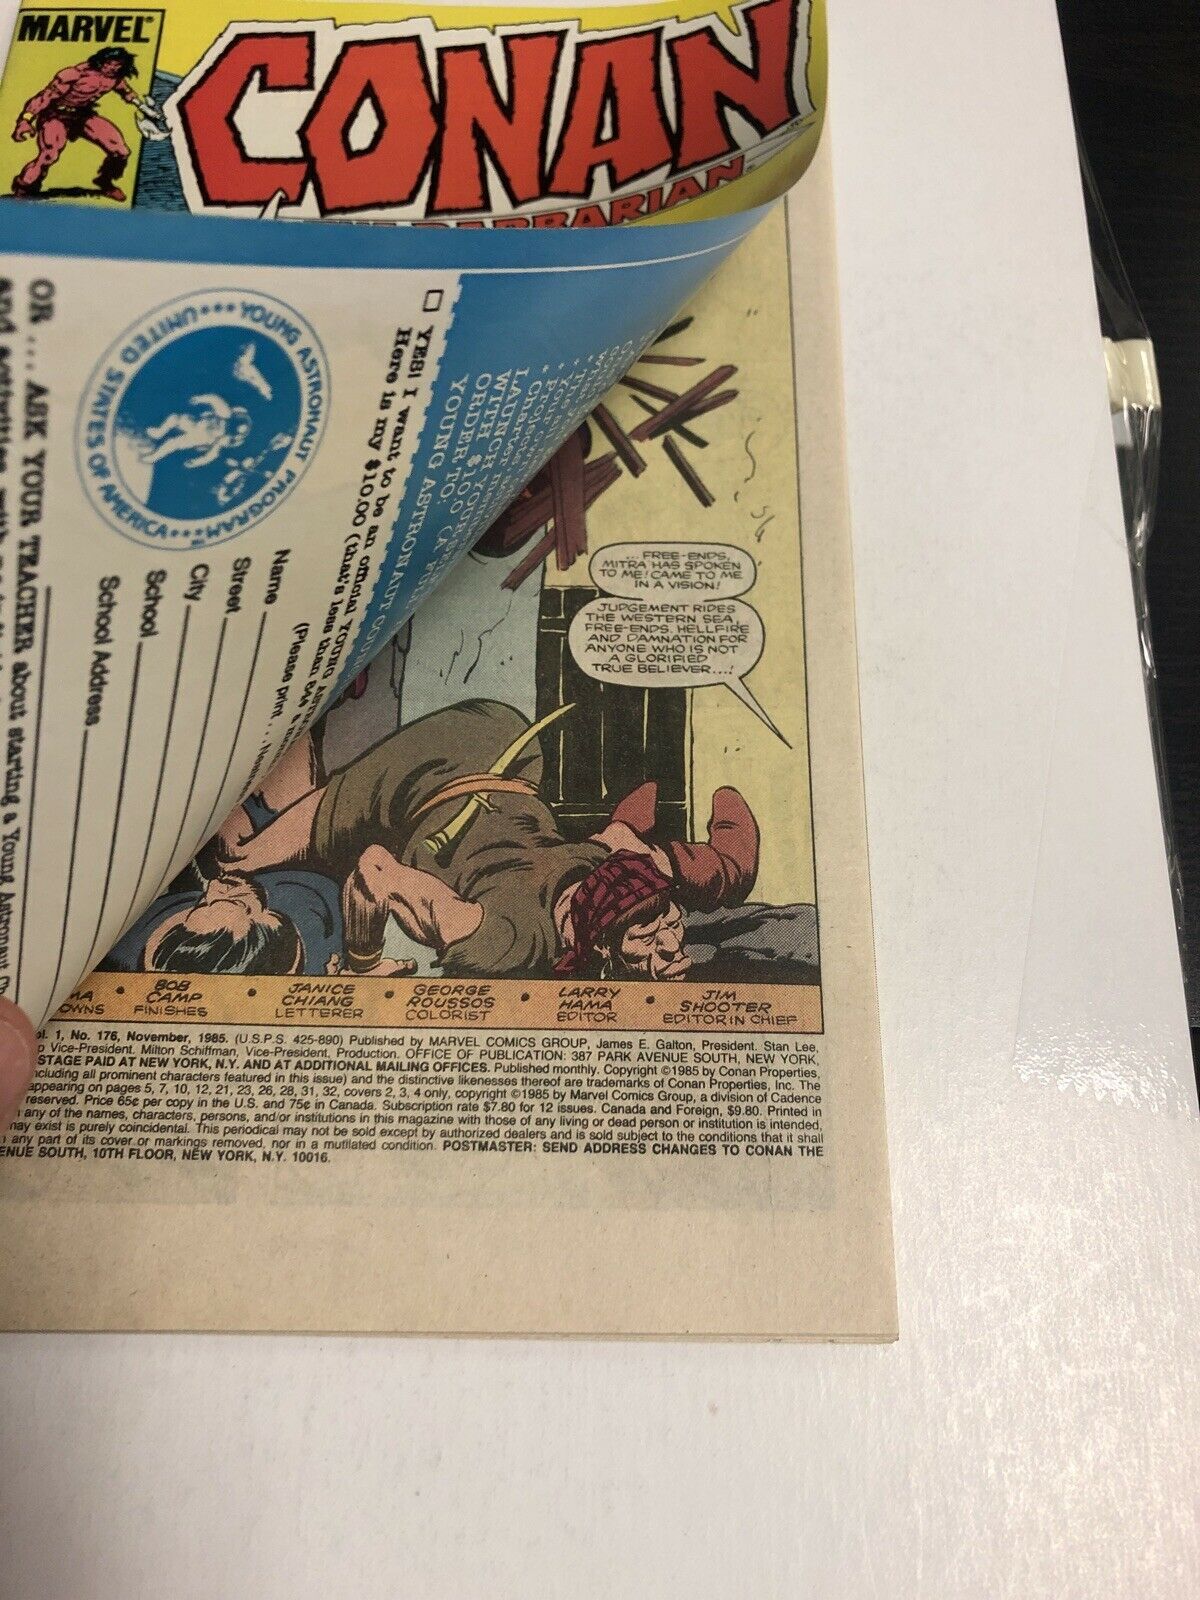 MARVEL
CONAN
BARBARIAN
OR... ASK YOUR TEACHER about starting a Young Astronaut
YOUNG ASTRONAUT PROGRAM
UNITED STATES OF AMERICA
YES! I want to be an official YOUNG
Here is my $10.00 (that's less than
(Please print...
Name
Street
City
School
School Address
LAUNCH YOUR
WITH $10.0
ORDER TO:
YOUNG ASTRONAUT COUN
... FREE-ENDS,
MITRA HAS SPOKEN
TO ME! CAME TO ME
IN A VISION!
JUDGEMENT RIDES
THE WESTERN SEA,
FREE-ENDS. HELLFIRE
AND DAMNATION FOR
ANYONE WHO IS NOT
A GLORIFIED
TRUE BELIEVER...!
MA
OWNS
BOB
CAMP
FINISHES
JANICE
CHIANG
LETTERER
GEORGE
ROUSSOS
COLORIST
LARRY
HAMA
EDITOR
JIM
SHOOTER
EDITOR IN CHIEF
ol. 1, No. 176, November, 1985. (U.S.P.S. 425-890) Published by MARVEL COMICS GROUP, James E. Galton, President. Stan Lee,
Vice-President. Milton Schiffman, Vice-President, Production. OFFICE OF PUBLICATION: 387 PARK AVENUE SOUTH, NEW YORK,
STAGE PAID AT NEW YORK, N.Y. AND AT ADDITIONAL MAILING OFFICES. Published monthly. Copyright ©1985 by Conan Properties,
including all prominent characters featured in this issue) and the distinctive likenesses thereof are trademarks of Conan Properties, Inc. The
appearing on pages 5, 7, 10, 12, 21, 23, 26, 28, 31, 32, covers 2, 3, 4 only, copyright ©1985 by Marvel Comics Group, a division of Cadence
reserved. Price 65¢ per copy in the U.S. and 75¢ in Canada. Subscription rate $7.80 for 12 issues. Canada and Foreign, $9.80. Printed in
any of the names, characters, persons, and/or institutions in this magazine with those of any living or dead person or institution is intended,
may exist is purely coincidental. This periodical may not be sold except by authorized dealers and is sold subject to the conditions that it shall
any part of its cover or markings removed, nor in a mutilated condition. POSTMASTER: SEND ADDRESS CHANGES TO CONAN THE
ENUE SOUTH, 10TH FLOOR, NEW YORK, N.Y. 10016.